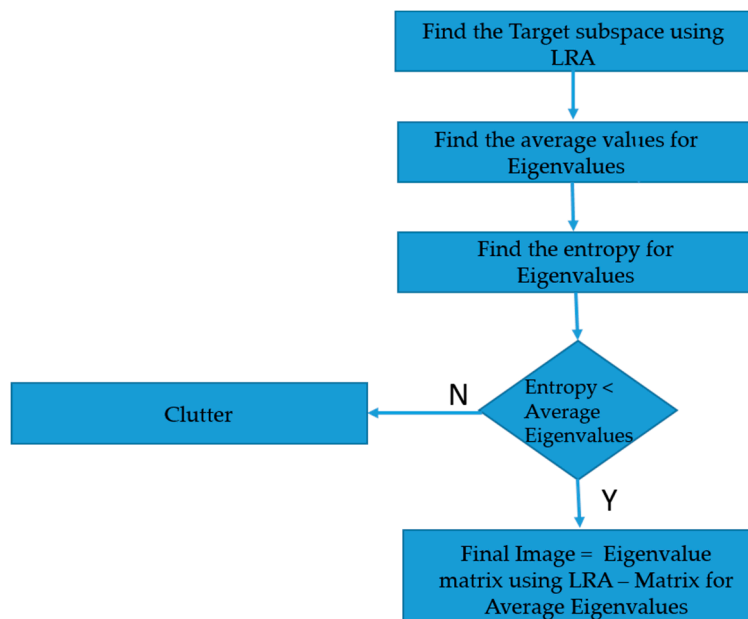 Find the Target subspace using
LRA
Find the average values for
Eigenvalues
Find the entropy for
Eigenvalues
Entropy <
Average
Eigenvalues
N
Clutter
Y
Final Image = Eigenvalue
matrix using LRA – Matrix for
Average Eigenvalues